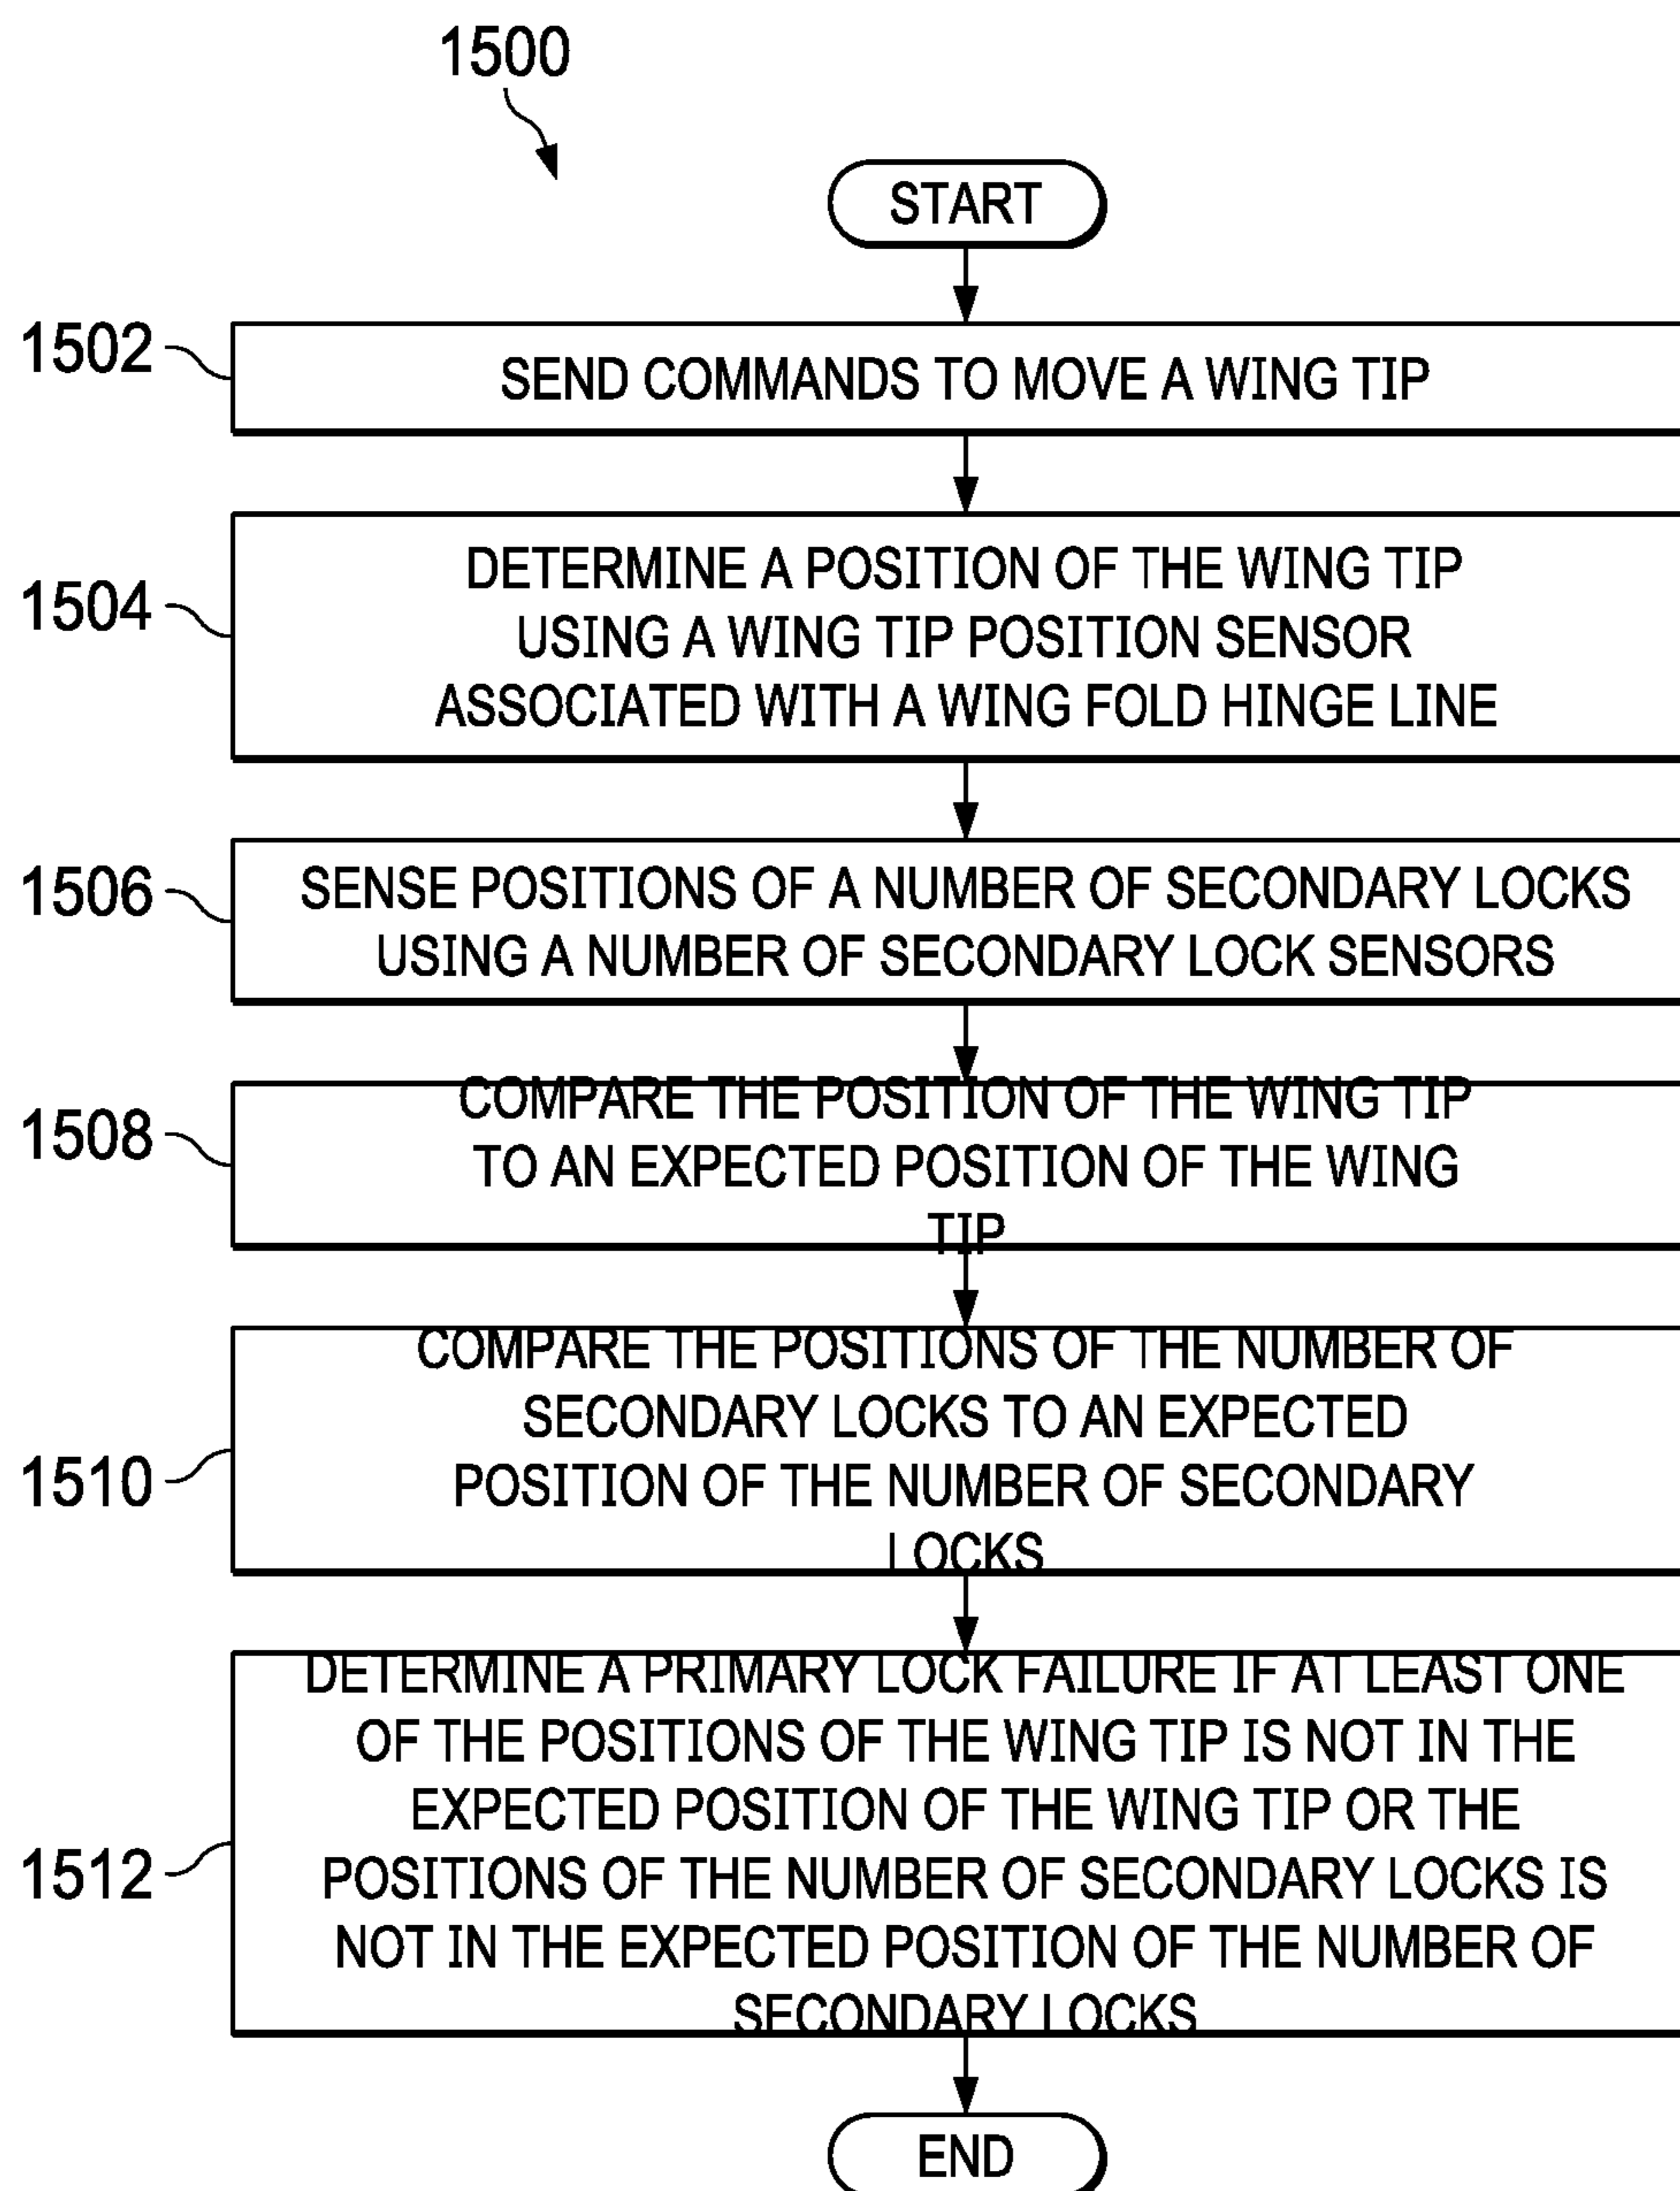 1500
START
1502
SEND COMMANDS TO MOVE A WING TIP
1504
DETERMINE A POSITION OF THE WING TIP
USING A WING TIP POSITION SENSOR
ASSOCIATED WITH A WING FOLD HINGE LINE
1506
SENSE POSITIONS OF A NUMBER OF SECONDARY LOCKS
USING A NUMBER OF SECONDARY LOCK SENSORS
1508
COMPARE THE POSITION OF THE WING TIP
TO AN EXPECTED POSITION OF THE WING
TIP
1510
COMPARE THE POSITIONS OF THE NUMBER OF
SECONDARY LOCKS TO AN EXPECTED
POSITION OF THE NUMBER OF SECONDARY
LOCKS
1512
DETERMINE A PRIMARY LOCK FAILURE IF AT LEAST ONE
OF THE POSITIONS OF THE WING TIP IS NOT IN THE
EXPECTED POSITION OF THE WING TIP OR THE
POSITIONS OF THE NUMBER OF SECONDARY LOCKS IS
NOT IN THE EXPECTED POSITION OF THE NUMBER OF
SECONDARY LOCKS
END